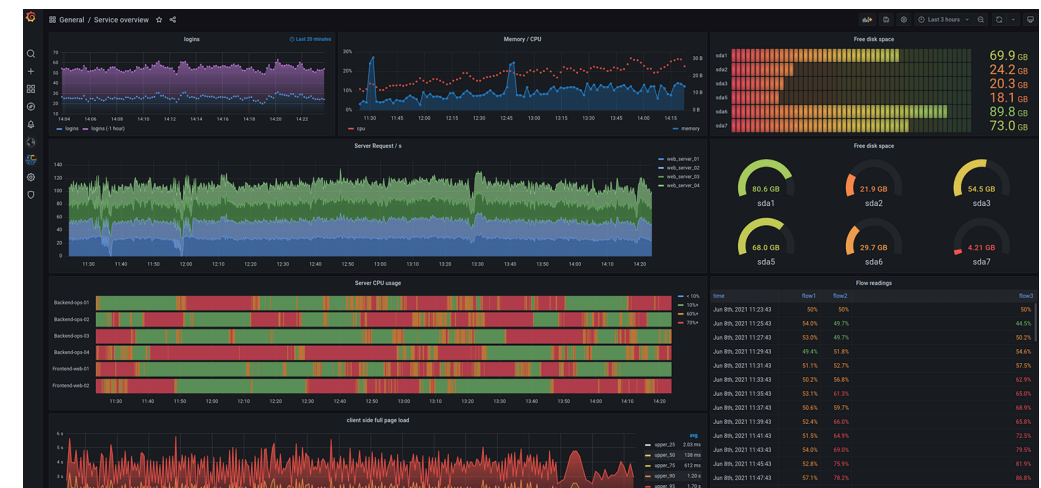 General / Service overview
Last 3 hours
logins
Last 20 minutes
70
60
50
40
30
20
10
14:04 14:06 14:08 14:10 14:12 14:14 14:16 14:18 14:20 14:22
logins logins (-1 hour)
Memory / CPU
30%
20%
10%
0%
30 B
20 B
10 B
0 B
11:30 11:45 12:00 12:15 12:30 12:45 13:00 13:15 13:30 13:45 14:00 14:15
cpu memory
Free disk space
sda1 69.9 GB
sda2 24.2 GB
sda3 20.3 GB
sda5 18.1 GB
sda6 89.8 GB
sda7 73.0 GB
Server Request / s
140
120
100
80
60
40
20
0
11:30 11:40 11:50 12:00 12:10 12:20 12:30 12:40 12:50 13:00 13:10 13:20 13:30 13:40 13:50 14:00 14:10 14:20
web_server_01
web_server_02
web_server_03
web_server_04
Free disk space
80.6 GB 21.9 GB 54.5 GB
sda1 sda2 sda3
68.0 GB 29.7 GB 4.21 GB
sda5 sda6 sda7
Server CPU usage
Backend-ops-01
Backend-ops-02
Backend-ops-03
Backend-ops-04
Frontend-web-01
Frontend-web-02
11:30 11:40 11:50 12:00 12:10 12:20 12:30 12:40 12:50 13:00 13:10 13:20 13:30 13:40 13:50 14:00 14:10 14:20
< 10%
10%+
60%+
70%+
Flow readings
time flow1 flow2 flow3
Jun 8th, 2021 11:23:43 50% 50% 50%
Jun 8th, 2021 11:25:43 54.0% 49.7% 44.5%
Jun 8th, 2021 11:27:43 53.0% 49.7% 50.2%
Jun 8th, 2021 11:29:43 49.4% 51.8% 54.6%
Jun 8th, 2021 11:31:43 51.1% 52.7% 57.5%
Jun 8th, 2021 11:33:43 50.2% 56.8% 62.9%
Jun 8th, 2021 11:35:43 53.1% 61.3% 65.0%
Jun 8th, 2021 11:37:43 50.6% 59.7% 68.9%
Jun 8th, 2021 11:39:43 52.4% 66.0% 65.8%
Jun 8th, 2021 11:41:43 51.5% 64.9% 72.5%
Jun 8th, 2021 11:43:43 54.0% 69.0% 79.5%
Jun 8th, 2021 11:45:43 52.8% 75.9% 81.9%
Jun 8th, 2021 11:47:43 57.1% 78.2% 86.8%
client side full page load
6 s
5 s
4 s
3 s
avg
upper_25 2.03 ms
upper_50 138 ms
upper_75 612 ms
upper_90 1.20 s
upper_95 1.70 s